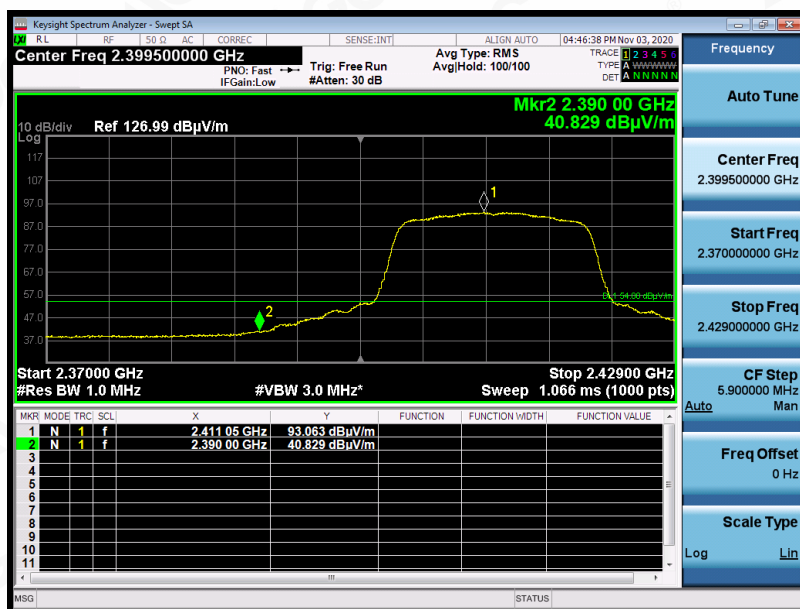 Keysight Spectrum Analyzer - Swept SA
LXI RL RF 50 Ω AC CORREC SENSE:INT ALIGN AUTO 04:46:38 PM Nov 03, 2020
Center Freq 2.399500000 GHz
PNO: Fast
IFGain:Low
Trig: Free Run
#Atten: 30 dB
Avg Type: RMS
Avg|Hold: 100/100
TRACE 1 2 3 4 5 6
TYPE A WWWWW
DET A N N N N N
Mkr2 2.390 00 GHz
40.829 dBµV/m
10 dB/div Ref 126.99 dBµV/m
Log
117
107
97.0
87.0
77.0
67.0
57.0
47.0
37.0
1
2
DL1 54.00 dBµV/m
Start 2.37000 GHz Stop 2.42900 GHz
#Res BW 1.0 MHz #VBW 3.0 MHz* Sweep 1.066 ms (1000 pts)
MKR MODE TRC SCL X Y FUNCTION FUNCTION WIDTH FUNCTION VALUE
1 N 1 f 2.411 05 GHz 93.063 dBµV/m
2 N 1 f 2.390 00 GHz 40.829 dBµV/m
3
4
5
6
7
8
9
10
11
MSG STATUS
Frequency
Auto Tune
Center Freq
2.399500000 GHz
Start Freq
2.370000000 GHz
Stop Freq
2.429000000 GHz
CF Step
5.900000 MHz
Auto Man
Freq Offset
0 Hz
Scale Type
Log Lin